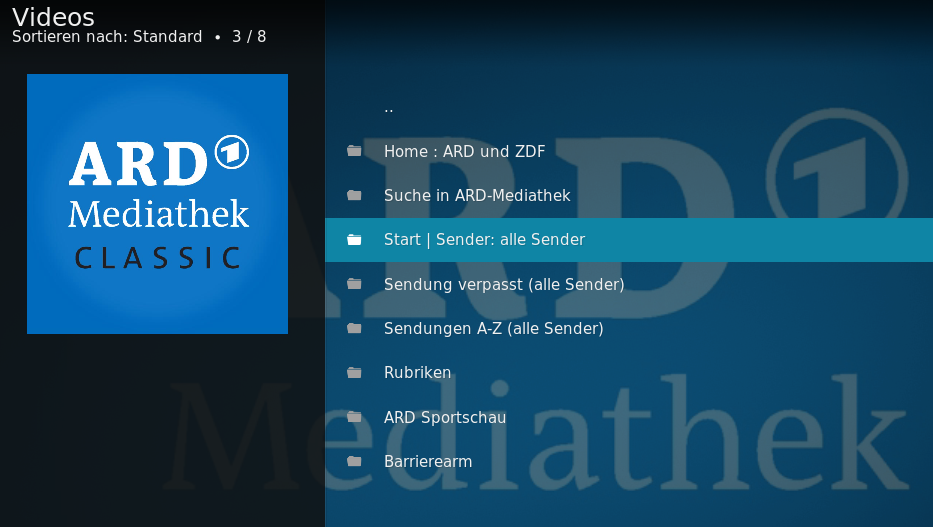 Videos
Sortieren nach: Standard • 3 / 8
ARD 1
Mediathek
CLASSIC
..
Home : ARD und ZDF
Suche in ARD-Mediathek
Start | Sender: alle Sender
Sendung verpasst (alle Sender)
Sendungen A-Z (alle Sender)
Rubriken
ARD Sportschau
Barrierearm
ARD 1
Mediathek